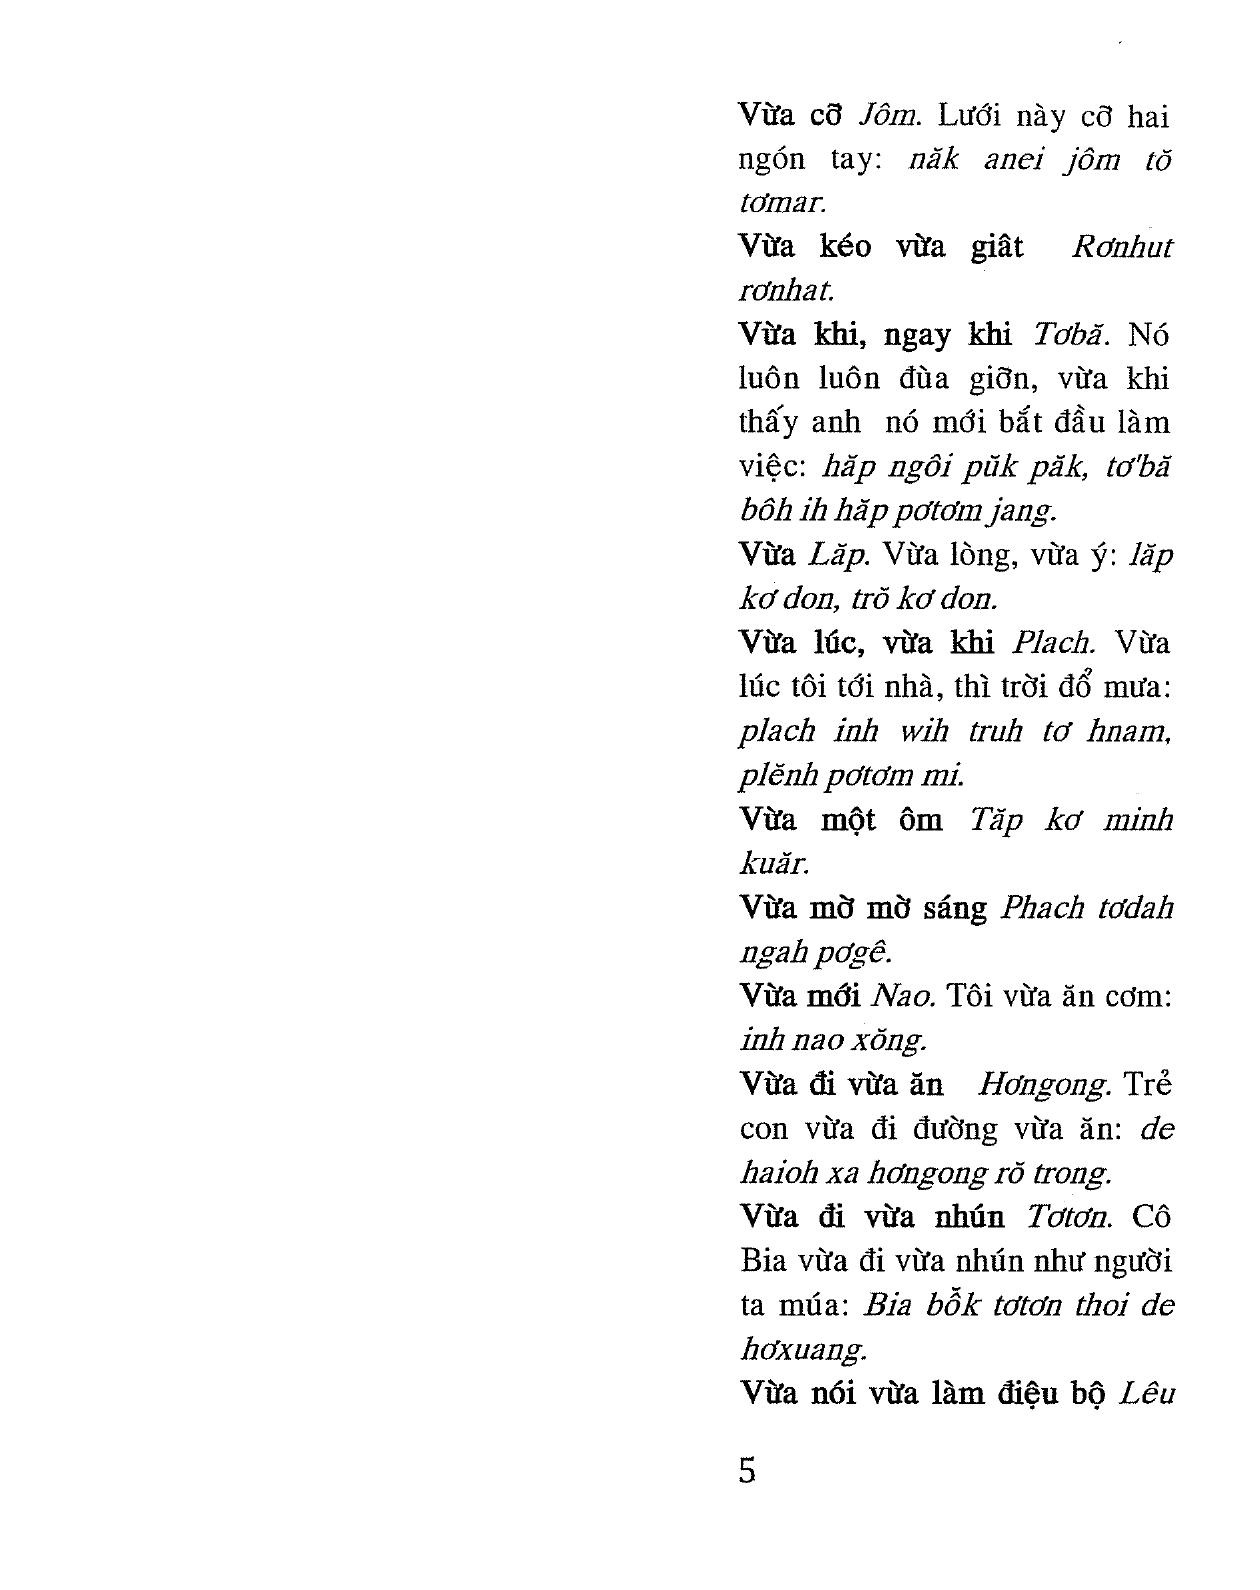 Vừa cỡ Jôm. Lưới này cỡ hai
ngón tay: năk anei jôm tŏ
tơmar.
Vừa kéo vừa giât Rơnhut
rơnhat.
Vừa khi, ngay khi Tơbă. Nó
luôn luôn đùa giỡn, vừa khi
thấy anh nó mới bắt đầu làm
việc: hăp ngôi pŭk păk, tơ'bă
bôh ih hăp pơtơm jang.
Vừa Lăp. Vừa lòng, vừa ý: lăp
kơ don, trŏ kơ don.
Vừa lúc, vừa khi Plach. Vừa
lúc tôi tới nhà, thì trời đổ mưa:
plach inh wih truh tơ hnam,
plĕnh pơtơm mi.
Vừa một ôm Tăp kơ minh
kuăr.
Vừa mờ mờ sáng Phach tơdah
ngah pơgê.
Vừa mới Nao. Tôi vừa ăn cơm:
inh nao xŏng.
Vừa đi vừa ăn Hơngong. Trẻ
con vừa đi đường vừa ăn: de
haioh xa hơngong rŏ trong.
Vừa đi vừa nhún Tơtơn. Cô
Bia vừa đi vừa nhún như người
ta múa: Bia bô̆k tơtơn thoi de
hơxuang.
Vừa nói vừa làm điệu bộ Lêu
5